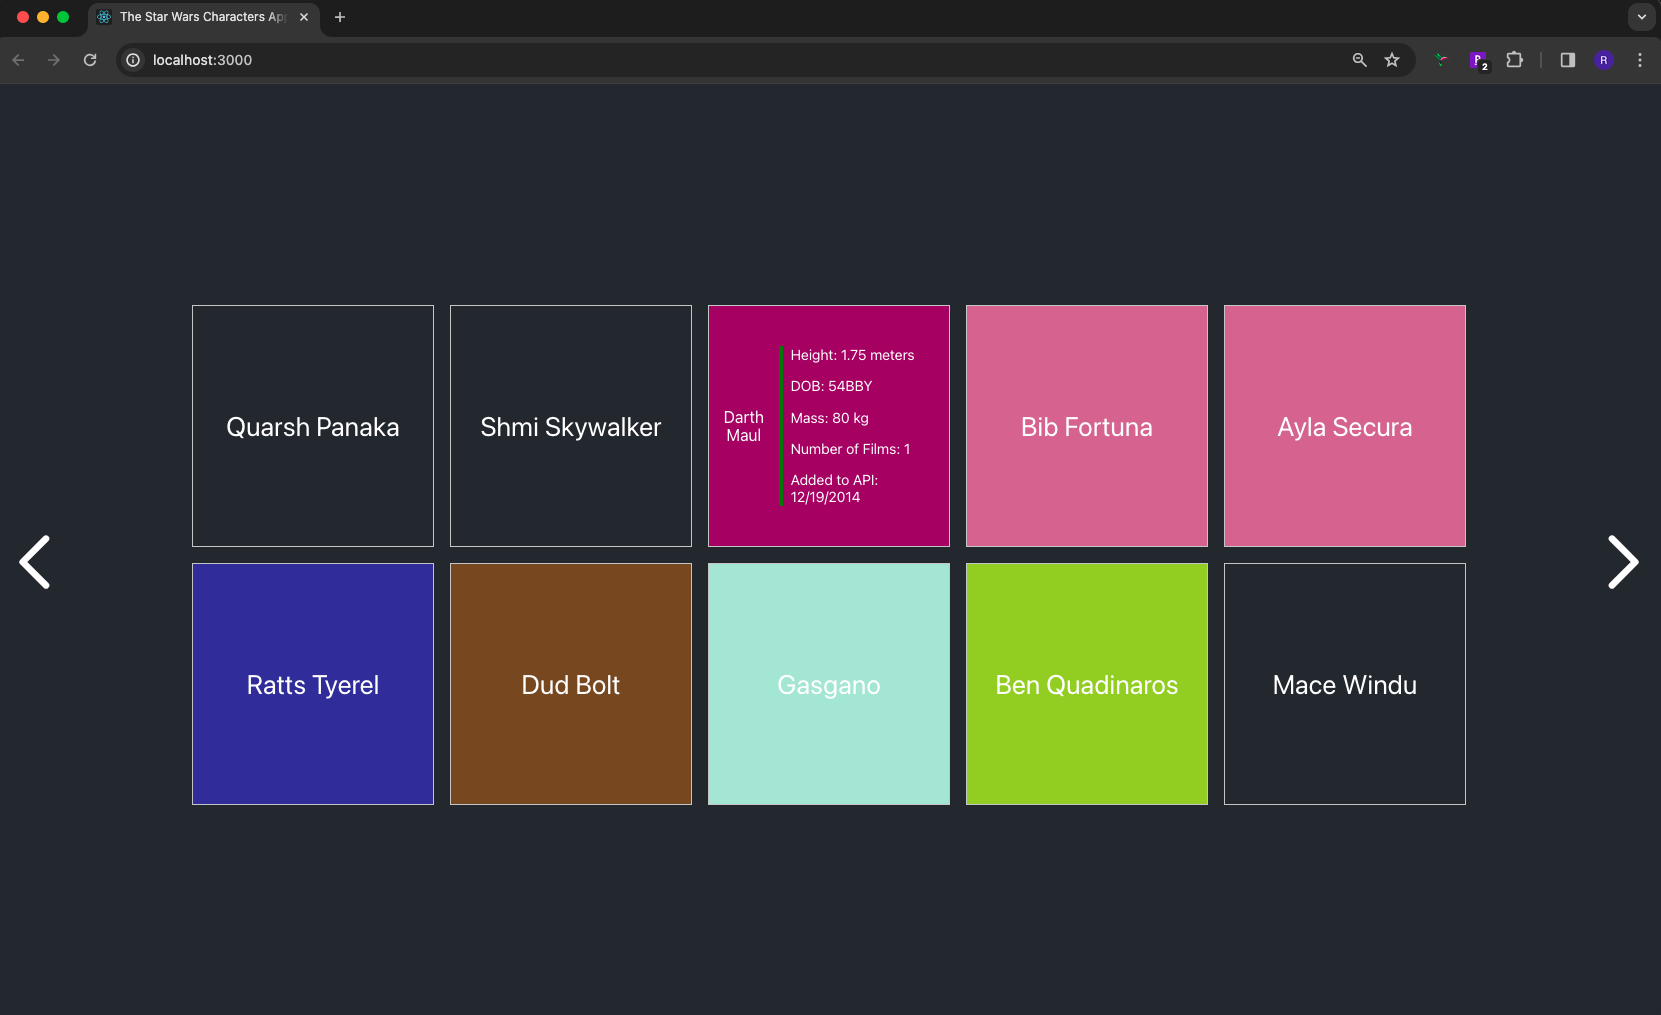 The Star Wars Characters Ap
localhost:3000
2
R
Quarsh Panaka
Shmi Skywalker
Darth
Maul
Height: 1.75 meters
DOB: 54BBY
Mass: 80 kg
Number of Films: 1
Added to API:
12/19/2014
Bib Fortuna
Ayla Secura
Ratts Tyerel
Dud Bolt
Gasgano
Ben Quadinaros
Mace Windu